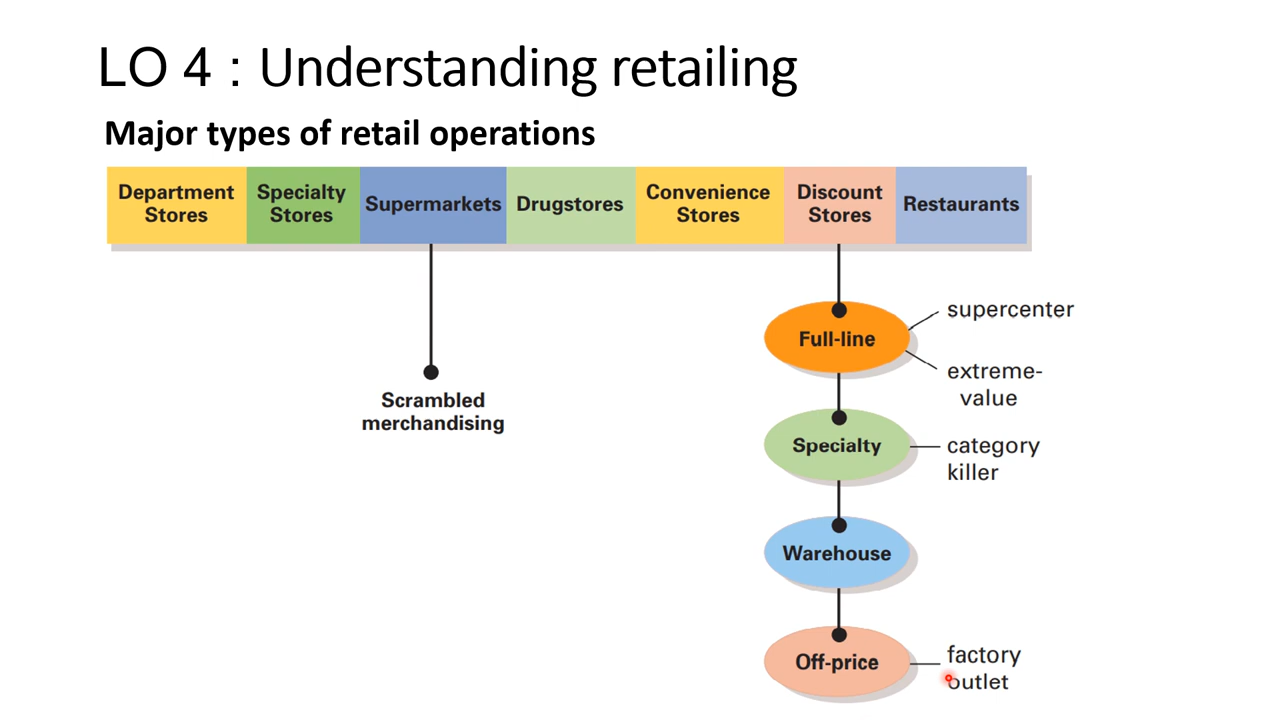 LO 4 : Understanding retailing
Major types of retail operations
Department
Stores
Specialty
Stores
Supermarkets
Drugstores
Convenience
Stores
Discount
Stores
Restaurants
Scrambled
merchandising
Full-line
supercenter
extreme-
value
Specialty
category
killer
Warehouse
Off-price
factory
outlet